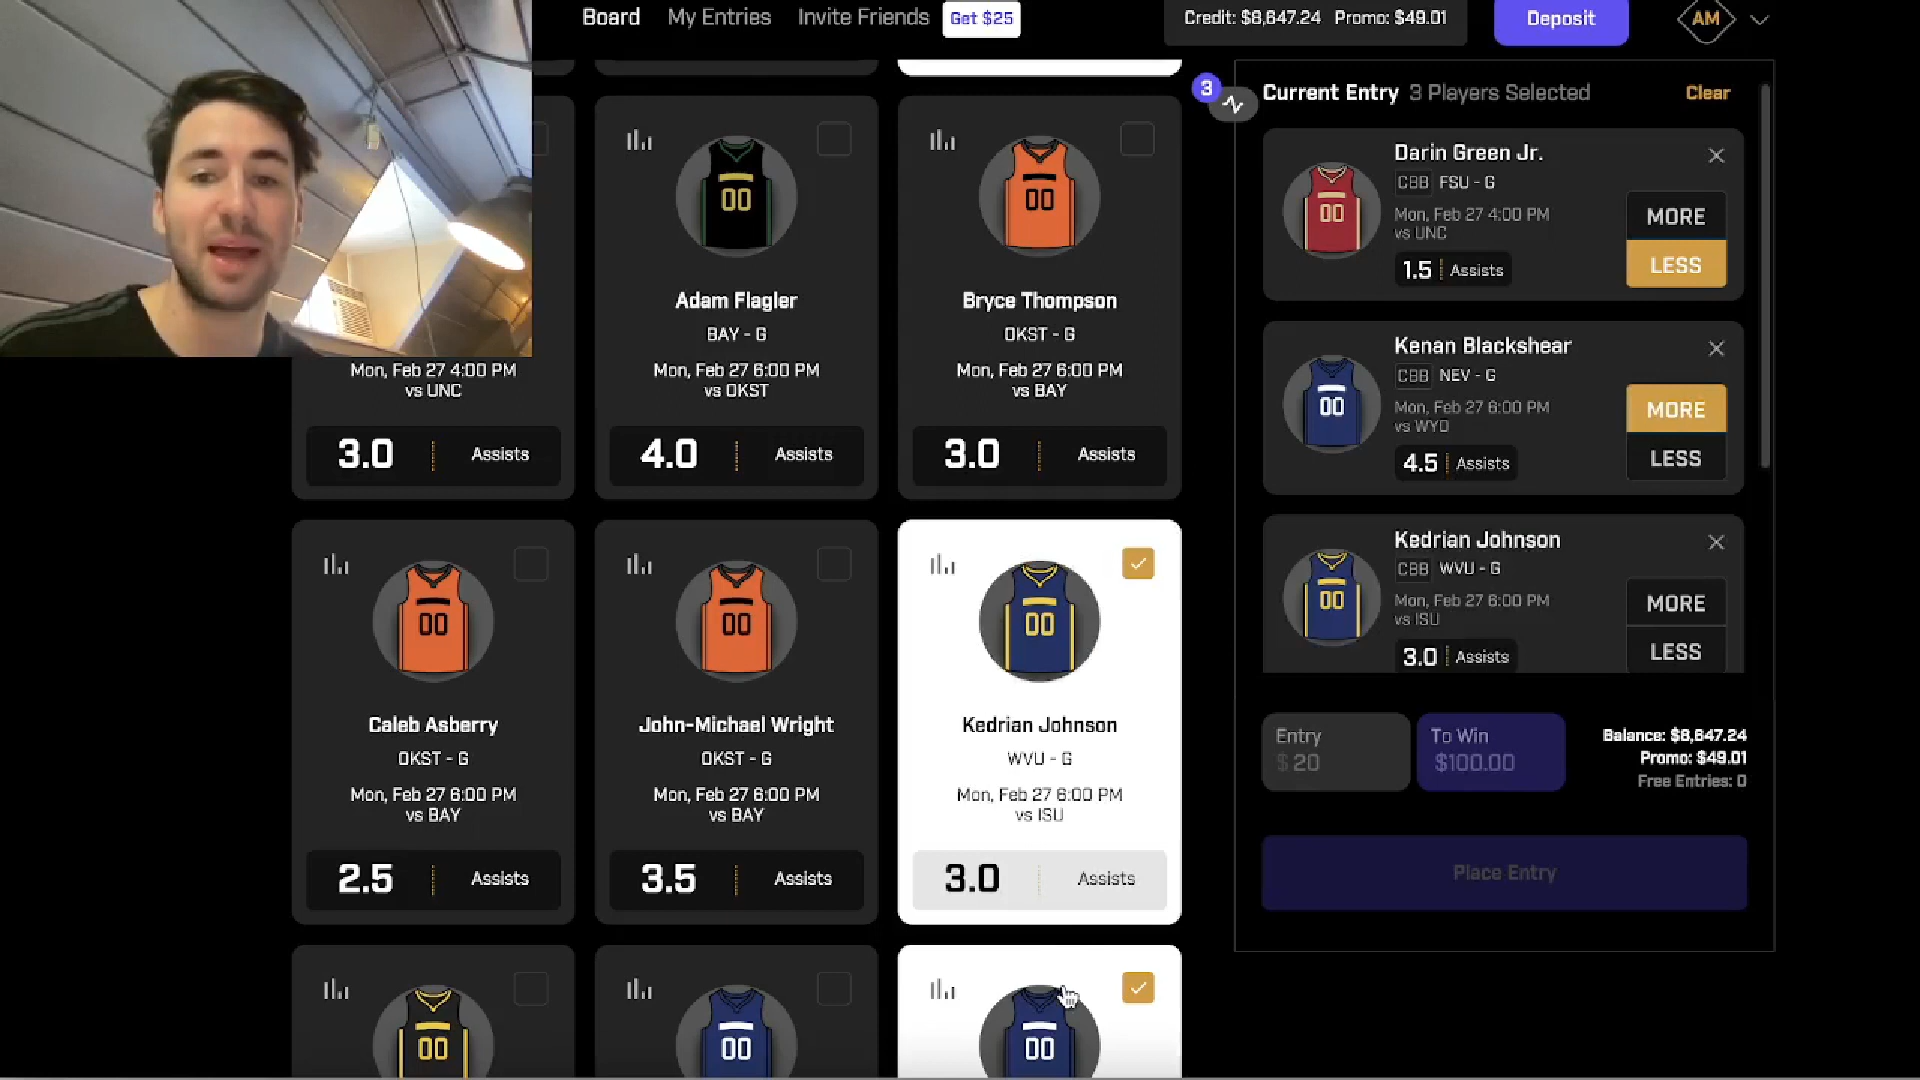 Board
My Entries
Invite Friends
Get $25
Credit: $8,647.24 Promo: $49.01
Deposit
AM
3
Current Entry 3 Players Selected
Clear
Mon, Feb 27 4:00 PM
vs UNC
3.0 Assists
00
Adam Flagler
BAY - G
Mon, Feb 27 6:00 PM
vs OKST
4.0 Assists
00
Bryce Thompson
OKST - G
Mon, Feb 27 6:00 PM
vs BAY
3.0 Assists
00
Caleb Asberry
OKST - G
Mon, Feb 27 6:00 PM
vs BAY
2.5 Assists
00
John-Michael Wright
OKST - G
Mon, Feb 27 6:00 PM
vs BAY
3.5 Assists
00
Kedrian Johnson
WVU - G
Mon, Feb 27 6:00 PM
vs ISU
3.0 Assists
00
00
00
00
Darin Green Jr.
CBB FSU - G
Mon, Feb 27 4:00 PM
vs UNC
1.5 Assists
MORE
LESS
00
Kenan Blackshear
CBB NEV - G
Mon, Feb 27 6:00 PM
vs WYO
4.5 Assists
MORE
LESS
00
Kedrian Johnson
CBB WVU - G
Mon, Feb 27 6:00 PM
vs ISU
3.0 Assists
MORE
LESS
Entry
$ 20
To Win
$100.00
Balance: $8,647.24
Promo: $49.01
Free Entries: 0
Place Entry